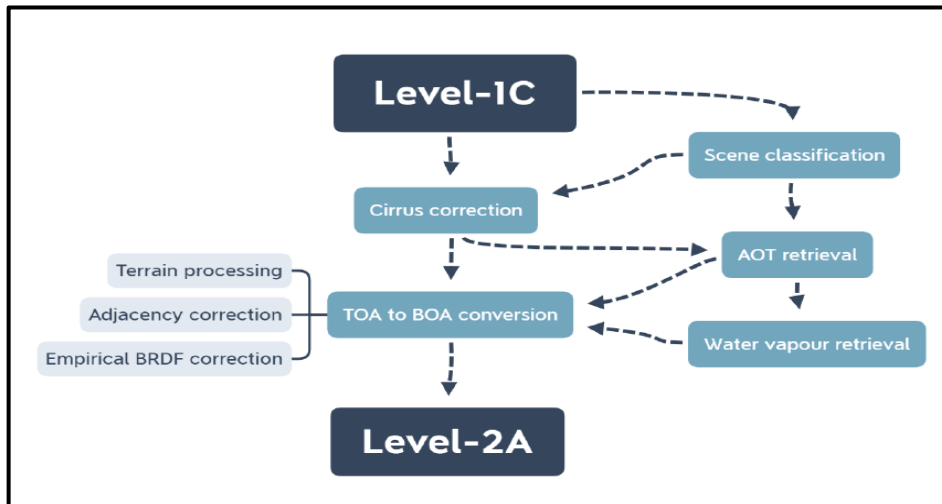 Level-1C
Scene classification
Cirrus correction
AOT retrieval
Terrain processing
Adjacency correction
TOA to BOA conversion
Empirical BRDF correction
Water vapour retrieval
Level-2A